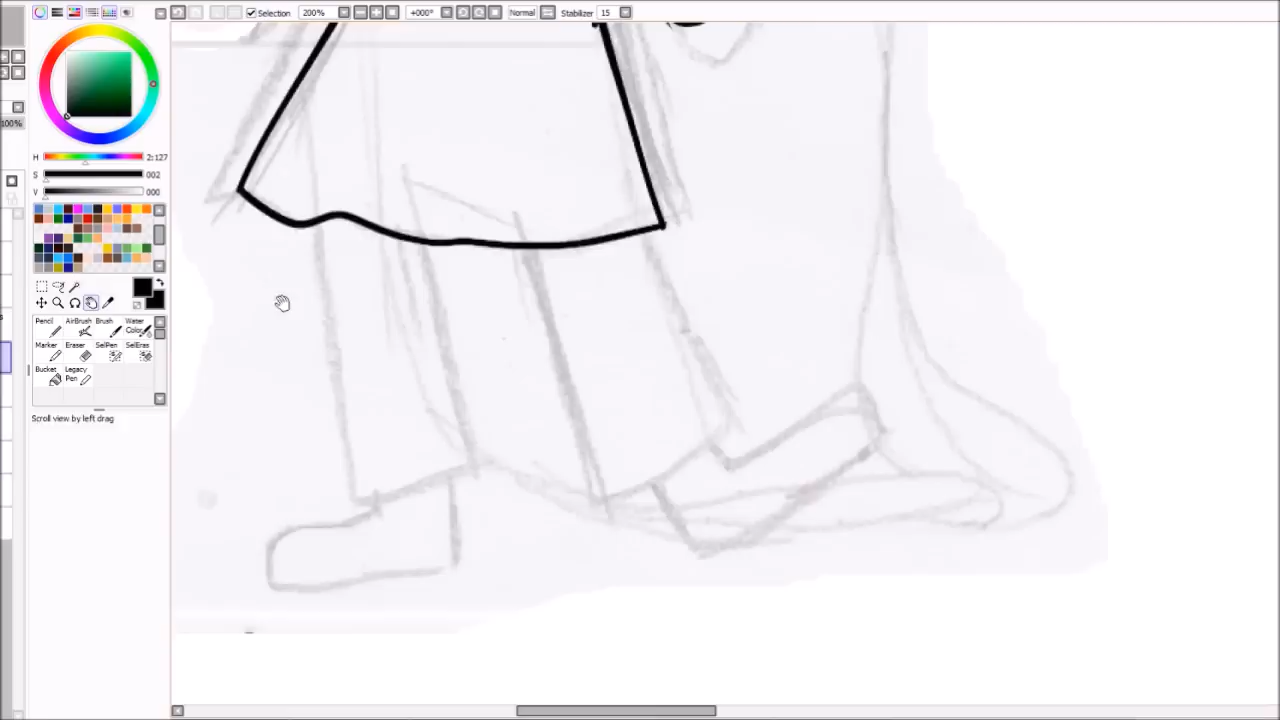 Selection 200% +000° Normal Stabilizer 15
100%
H 2:127
S 002
V 000
Pencil AirBrush Brush Water Color
Marker Eraser SelPen SelEras
Bucket Legacy Pen
Scroll view by left drag